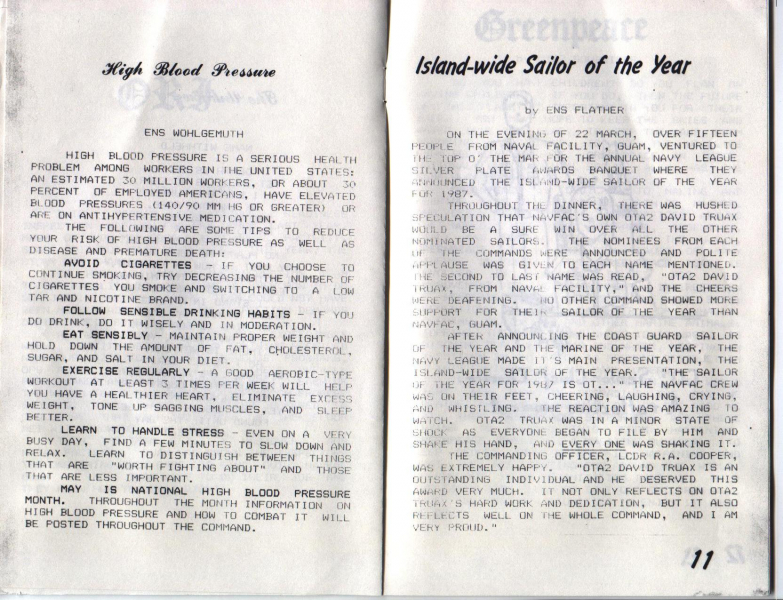 High Blood Pressure
ENS WOHLGEMUTH
HIGH BLOOD PRESSURE IS A SERIOUS HEALTH
PROBLEM AMONG WORKERS IN THE UNITED STATES:
AN ESTIMATED 30 MILLION WORKERS, OR ABOUT 30
PERCENT OF EMPLOYED AMERICANS, HAVE ELEVATED
BLOOD PRESSURES (140/90 MM HG OR GREATER) OR
ARE ON ANTIHYPERTENSIVE MEDICATION.
THE FOLLOWING ARE SOME TIPS TO REDUCE
YOUR RISK OF HIGH BLOOD PRESSURE AS WELL AS
DISEASE AND PREMATURE DEATH:
AVOID CIGARETTES - IF YOU CHOOSE TO
CONTINUE SMOKING, TRY DECREASING THE NUMBER OF
CIGARETTES YOU SMOKE AND SWITCHING TO A LOW
TAR AND NICOTINE BRAND.
FOLLOW SENSIBLE DRINKING HABITS - IF YOU
DO DRINK, DO IT WISELY AND IN MODERATION.
EAT SENSIBLY - MAINTAIN PROPER WEIGHT AND
HOLD DOWN THE AMOUNT OF FAT, CHOLESTEROL,
SUGAR, AND SALT IN YOUR DIET.
EXERCISE REGULARLY - A GOOD AEROBIC-TYPE
WORKOUT AT LEAST 3 TIMES PER WEEK WILL HELP
YOU HAVE A HEALTHIER HEART, ELIMINATE EXCESS
WEIGHT, TONE UP SAGGING MUSCLES, AND SLEEP
BETTER.
LEARN TO HANDLE STRESS - EVEN ON A VERY
BUSY DAY, FIND A FEW MINUTES TO SLOW DOWN AND
RELAX. LEARN TO DISTINGUISH BETWEEN THINGS
THAT ARE "WORTH FIGHTING ABOUT" AND THOSE
THAT ARE LESS IMPORTANT.
MAY IS NATIONAL HIGH BLOOD PRESSURE
MONTH. THROUGHOUT THE MONTH INFORMATION ON
HIGH BLOOD PRESSURE AND HOW TO COMBAT IT WILL
BE POSTED THROUGHOUT THE COMMAND.
Island-wide Sailor of the Year
by ENS FLATHER
ON THE EVENING OF 22 MARCH, OVER FIFTEEN
PEOPLE FROM NAVAL FACILITY, GUAM, VENTURED TO
THE TOP O' THE MAR FOR THE ANNUAL NAVY LEAGUE
SILVER PLATE AWARDS BANQUET WHERE THEY
ANNOUNCED THE ISLAND-WIDE SAILOR OF THE YEAR
FOR 1987.
THROUGHOUT THE DINNER, THERE WAS HUSHED
SPECULATION THAT NAVFAC'S OWN OTA2 DAVID TRUAX
WOULD BE A SURE WIN OVER ALL THE OTHER
NOMINATED SAILORS. THE NOMINEES FROM EACH
OF THE COMMANDS WERE ANNOUNCED AND POLITE
APPLAUSE WAS GIVEN TO EACH NAME MENTIONED.
THE SECOND TO LAST NAME WAS READ, "OTA2 DAVID
TRUAX, FROM NAVAL FACILITY," AND THE CHEERS
WERE DEAFENING. NO OTHER COMMAND SHOWED MORE
SUPPORT FOR THEIR SAILOR OF THE YEAR THAN
NAVFAC, GUAM.
AFTER ANNOUNCING THE COAST GUARD SAILOR
OF THE YEAR AND THE MARINE OF THE YEAR, THE
NAVY LEAGUE MADE IT'S MAIN PRESENTATION, THE
ISLAND-WIDE SAILOR OF THE YEAR. "THE SAILOR
OF THE YEAR FOR 1987 IS OT..." THE NAVFAC CREW
WAS ON THEIR FEET, CHEERING, LAUGHING, CRYING,
AND WHISTLING. THE REACTION WAS AMAZING TO
WATCH. OTA2 TRUAX WAS IN A MINOR STATE OF
SHOCK AS EVERYONE BEGAN TO FILE BY HIM AND
SHAKE HIS HAND, AND EVERY ONE WAS SHAKING IT.
THE COMMANDING OFFICER, LCDR R.A. COOPER,
WAS EXTREMELY HAPPY. "OTA2 DAVID TRUAX IS AN
OUTSTANDING INDIVIDUAL AND HE DESERVED THIS
AWARD VERY MUCH. IT NOT ONLY REFLECTS ON OTA2
TRUAX'S HARD WORK AND DEDICATION, BUT IT ALSO
REFLECTS WELL ON THE WHOLE COMMAND, AND I AM
VERY PROUD."
11